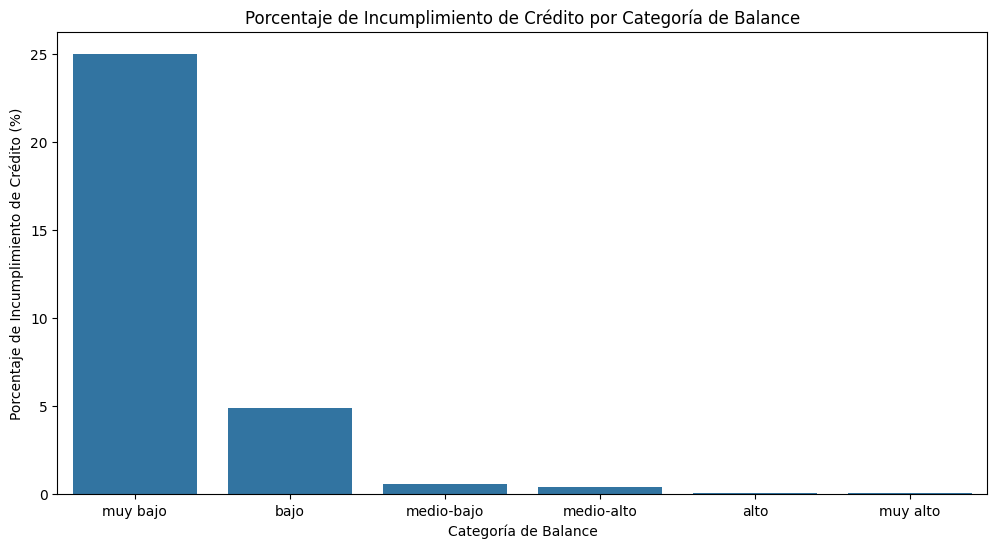 Porcentaje de Incumplimiento de Crédito por Categoría de Balance
Porcentaje de Incumplimiento de Crédito (%)
25
20
15
10
5
0
muy bajo
bajo
medio-bajo
medio-alto
alto
muy alto
Categoría de Balance